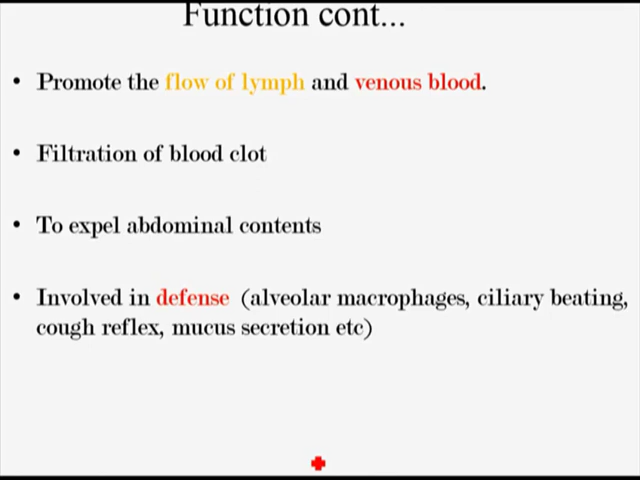 Function cont...
• Promote the flow of lymph and venous blood.
• Filtration of blood clot
• To expel abdominal contents
• Involved in defense (alveolar macrophages, ciliary beating,
cough reflex, mucus secretion etc)